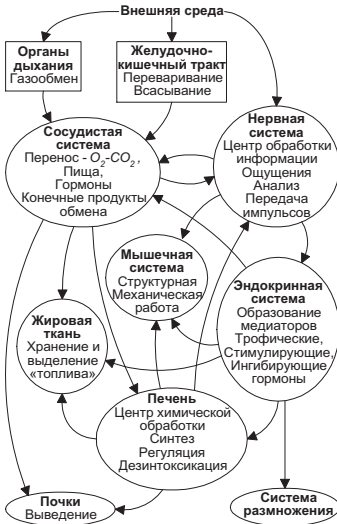 Внешняя среда
Органы
дыхания
Газообмен
Желудочно-
кишечный тракт
Переваривание
Всасывание
Сосудистая
система
Перенос - O₂-CO₂,
Пища,
Гормоны
Конечные продукты
обмена
Нервная
система
Центр обработки
информации
Ощущения
Анализ
Передача
импульсов
Мышечная
система
Структурная
Механическая
работа
Эндокринная
система
Образование
медиаторов
Трофические,
Стимулирующие,
Ингибирующие
гормоны
Жировая
ткань
Хранение и
выделение
«топлива»
Печень
Центр химической
обработки
Синтез
Регуляция
Дезинтоксикация
Почки
Выведение
Система
размножения